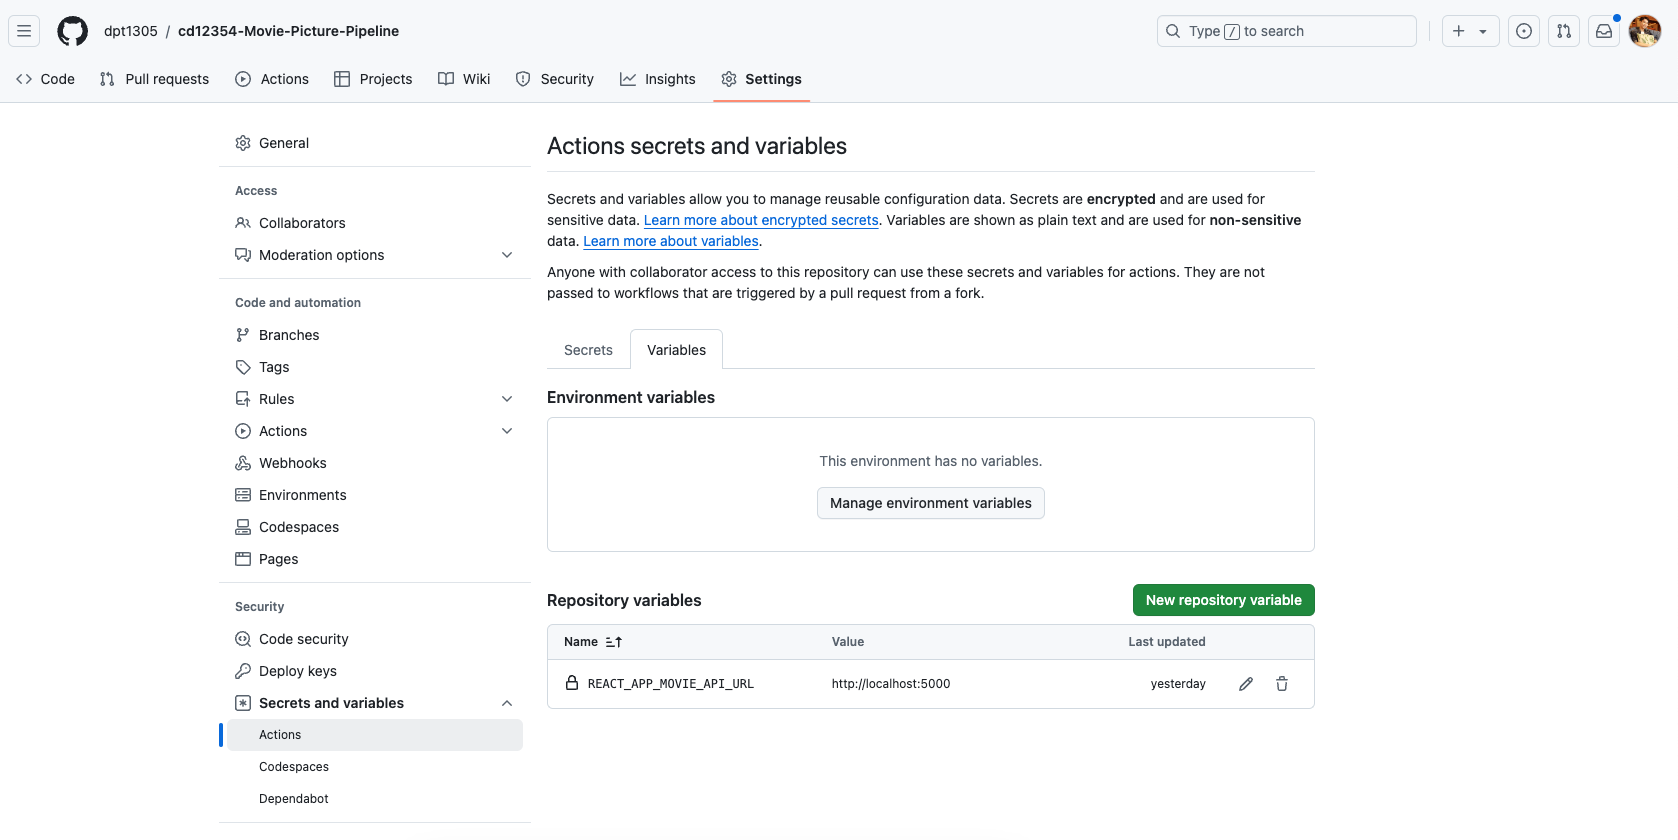 dpt1305 / cd12354-Movie-Picture-Pipeline
Type / to search
Code Pull requests Actions Projects Wiki Security Insights Settings
General
Access
Collaborators
Moderation options
Code and automation
Branches
Tags
Rules
Actions
Webhooks
Environments
Codespaces
Pages
Security
Code security
Deploy keys
Secrets and variables
Actions
Codespaces
Dependabot
Actions secrets and variables
Secrets and variables allow you to manage reusable configuration data. Secrets are encrypted and are used for
sensitive data. Learn more about encrypted secrets. Variables are shown as plain text and are used for non-sensitive
data. Learn more about variables.
Anyone with collaborator access to this repository can use these secrets and variables for actions. They are not
passed to workflows that are triggered by a pull request from a fork.
Secrets Variables
Environment variables
This environment has no variables.
Manage environment variables
Repository variables New repository variable
Name Value Last updated
REACT_APP_MOVIE_API_URL http://localhost:5000 yesterday